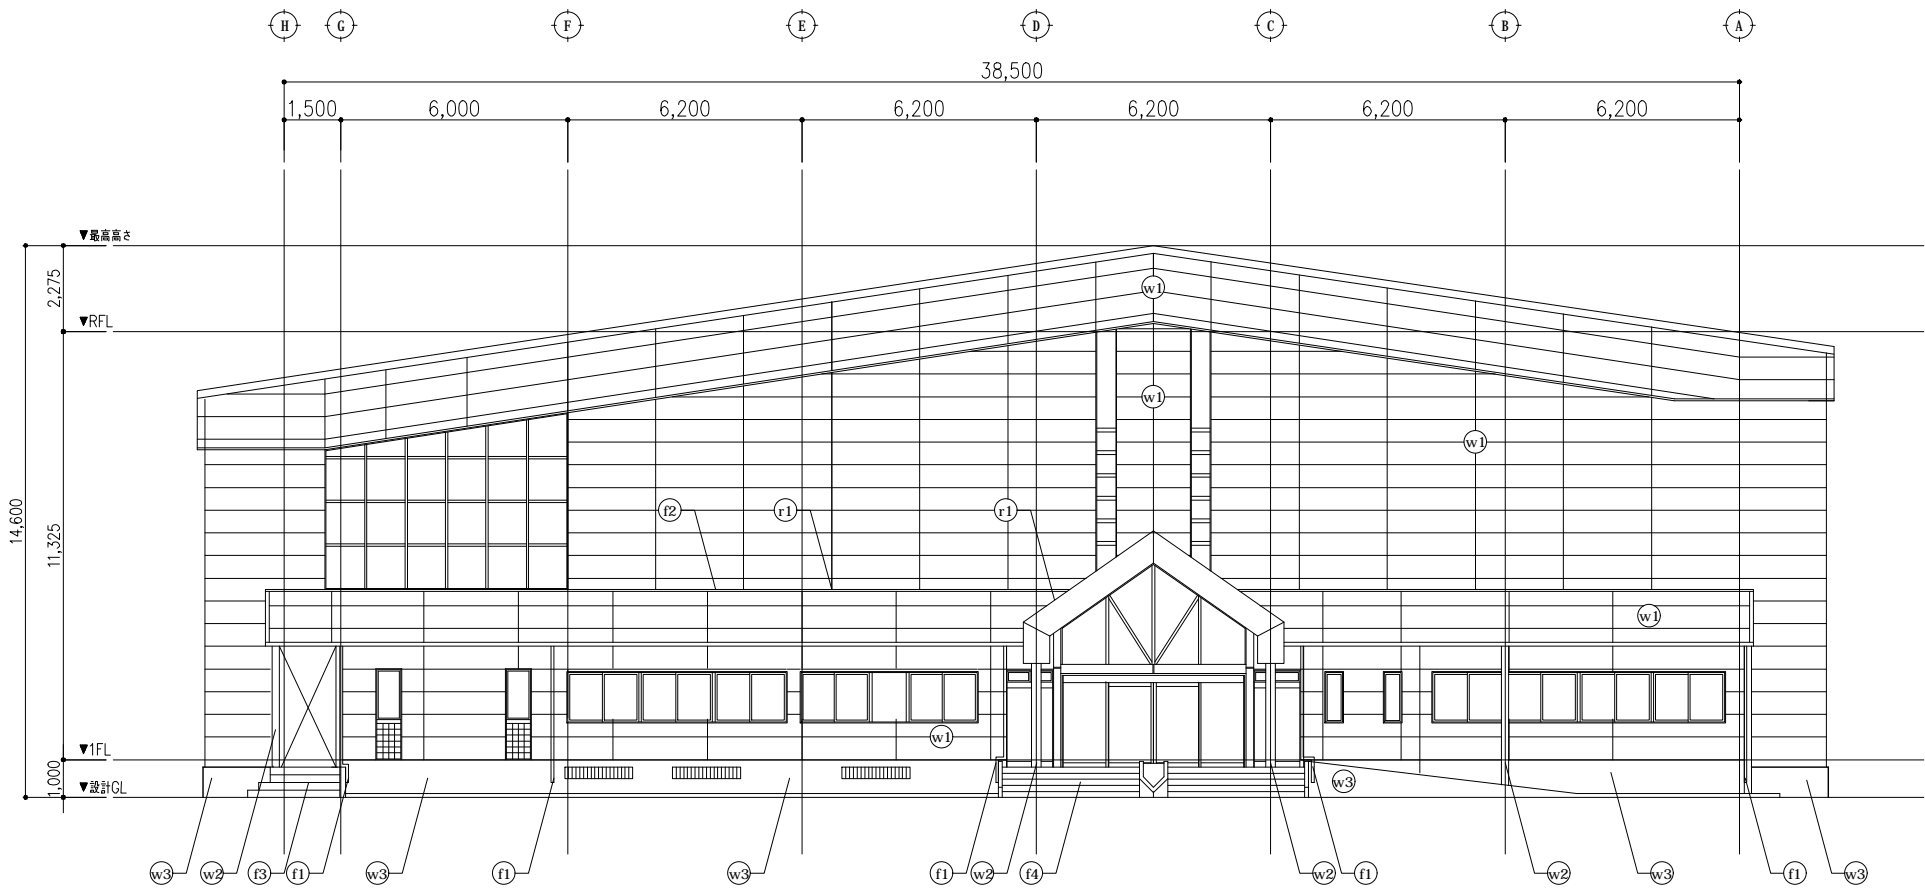 H G F E D C B A
38,500
1,500 6,000 6,200 6,200 6,200 6,200 6,200
▼最高高さ
2,275
w1
▼RFL
w1
w1
14,600
11,325
f2 r1 r1
w1
w1
▼1FL
1,000
▼設計GL
w3
w3 w2 f3 f1 w3 f1 w3 f1 w2 f4 w2 f1 w2 w3 f1 w3